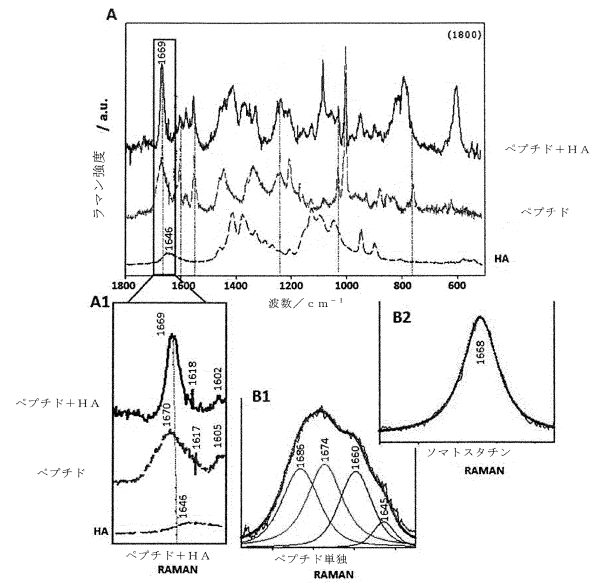 A
(1800)
1669
1646
ラマン強度 / a.u.
ペプチド+HA
ペプチド
HA
1800 1600 1400 1200 1000 800 600
波数/cm⁻¹
A1
1669
1618
1602
1670
1617
1605
1646
ペプチド+HA
ペプチド
HA
ペプチド+HA
RAMAN
B1
1686
1674
1660
1645
ペプチド単独
RAMAN
B2
1668
ソマトスタチン
RAMAN